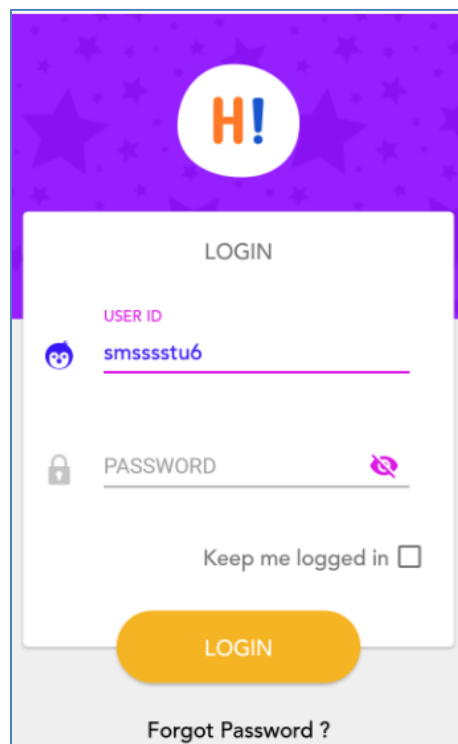 H!
LOGIN
USER ID
smsssstu6
PASSWORD
Keep me logged in
LOGIN
Forgot Password ?